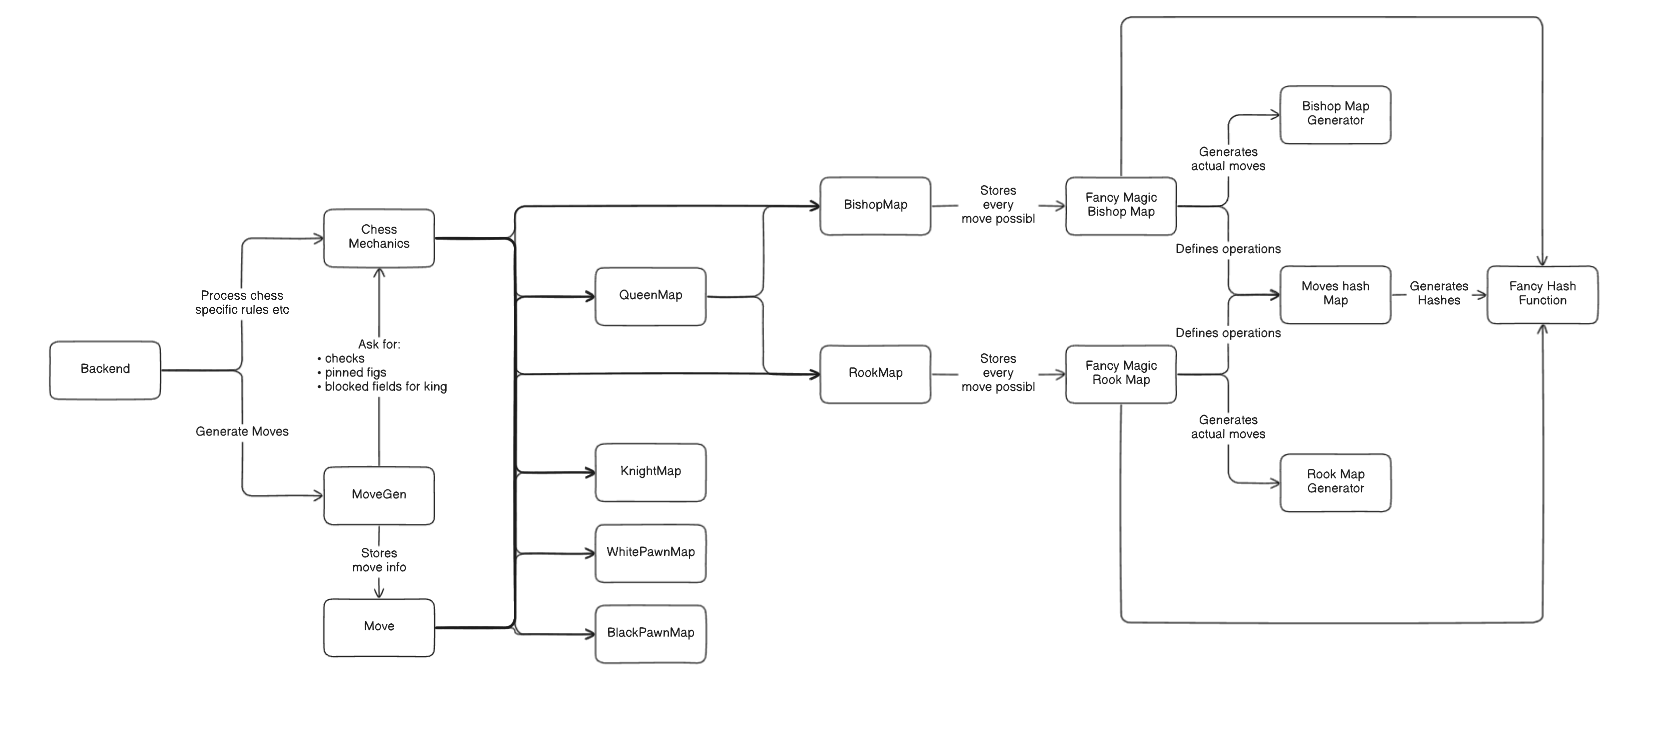 Backend
Process chess
specific rules etc
Generate Moves
Chess
Mechanics
Ask for:
• checks
• pinned figs
• blocked fields for king
MoveGen
Stores
move info
Move
QueenMap
KnightMap
WhitePawnMap
BlackPawnMap
BishopMap
RookMap
Stores
every
move possibl
Stores
every
move possibl
Fancy Magic
Bishop Map
Fancy Magic
Rook Map
Generates
actual moves
Defines operations
Defines operations
Generates
actual moves
Bishop Map
Generator
Moves hash
Map
Rook Map
Generator
Generates
Hashes
Fancy Hash
Function